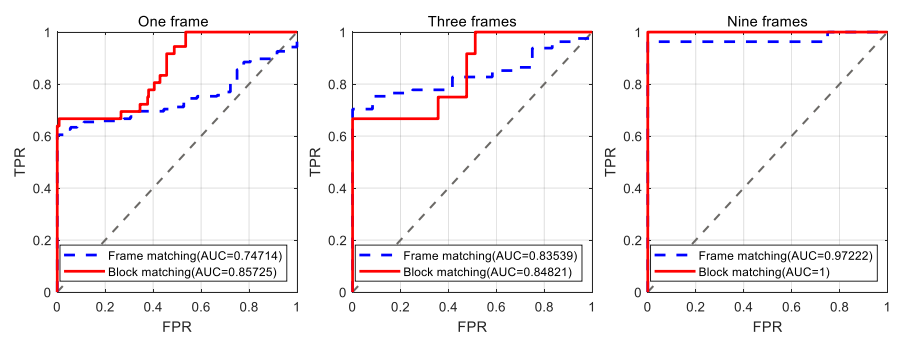 One frame
1
0.8
0.6
0.4
0.2
0
TPR
Frame matching(AUC=0.74714)
Block matching(AUC=0.85725)
0 0.2 0.4 0.6 0.8 1
FPR
Three frames
1
0.8
0.6
0.4
0.2
0
TPR
Frame matching(AUC=0.83539)
Block matching(AUC=0.84821)
0 0.2 0.4 0.6 0.8 1
FPR
Nine frames
1
0.8
0.6
0.4
0.2
0
TPR
Frame matching(AUC=0.97222)
Block matching(AUC=1)
0 0.2 0.4 0.6 0.8 1
FPR